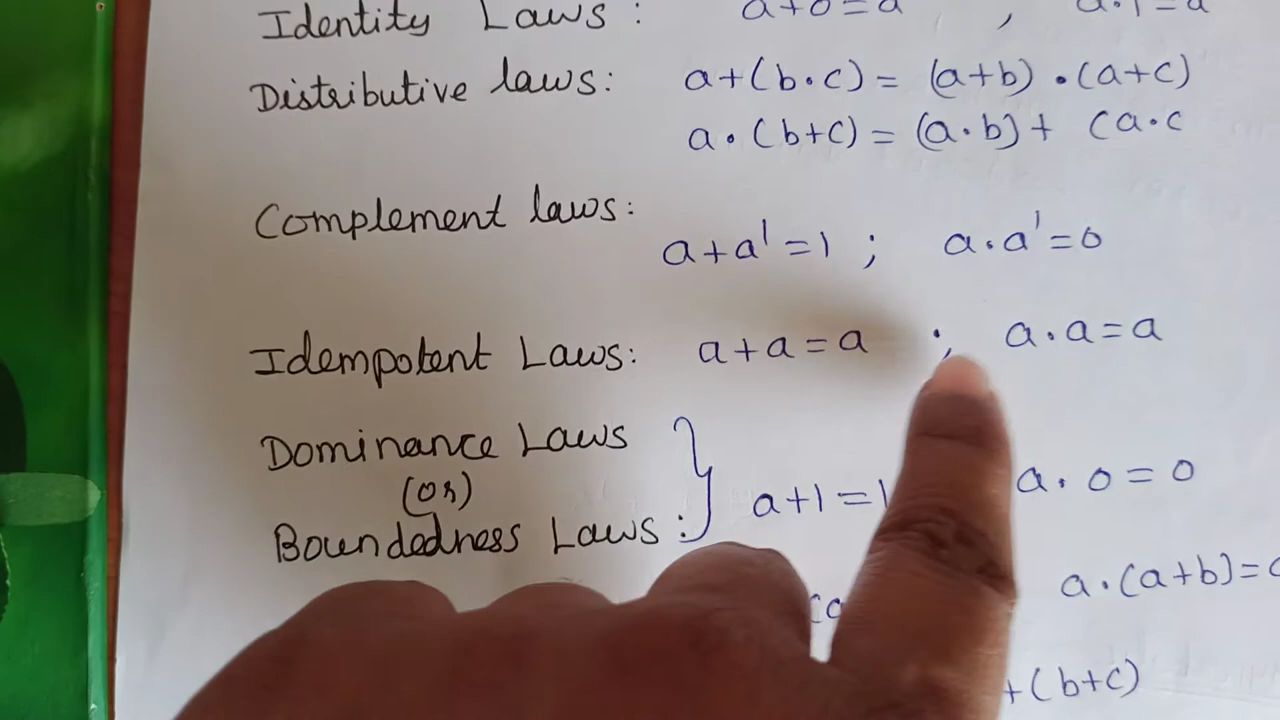 Identity Laws : a+0=a , a·1=a
Distributive laws: a+(b·c)=(a+b)·(a+c)
a·(b+c)=(a·b)+ (a·c
Complement laws:
a+a'=1 ; a·a'=0
Idempotent Laws: a+a=a ; a·a=a
Dominance Laws
(or)
Boundedness Laws : a+1=1 a·0=0
a·(a+b)=
+(b+c)